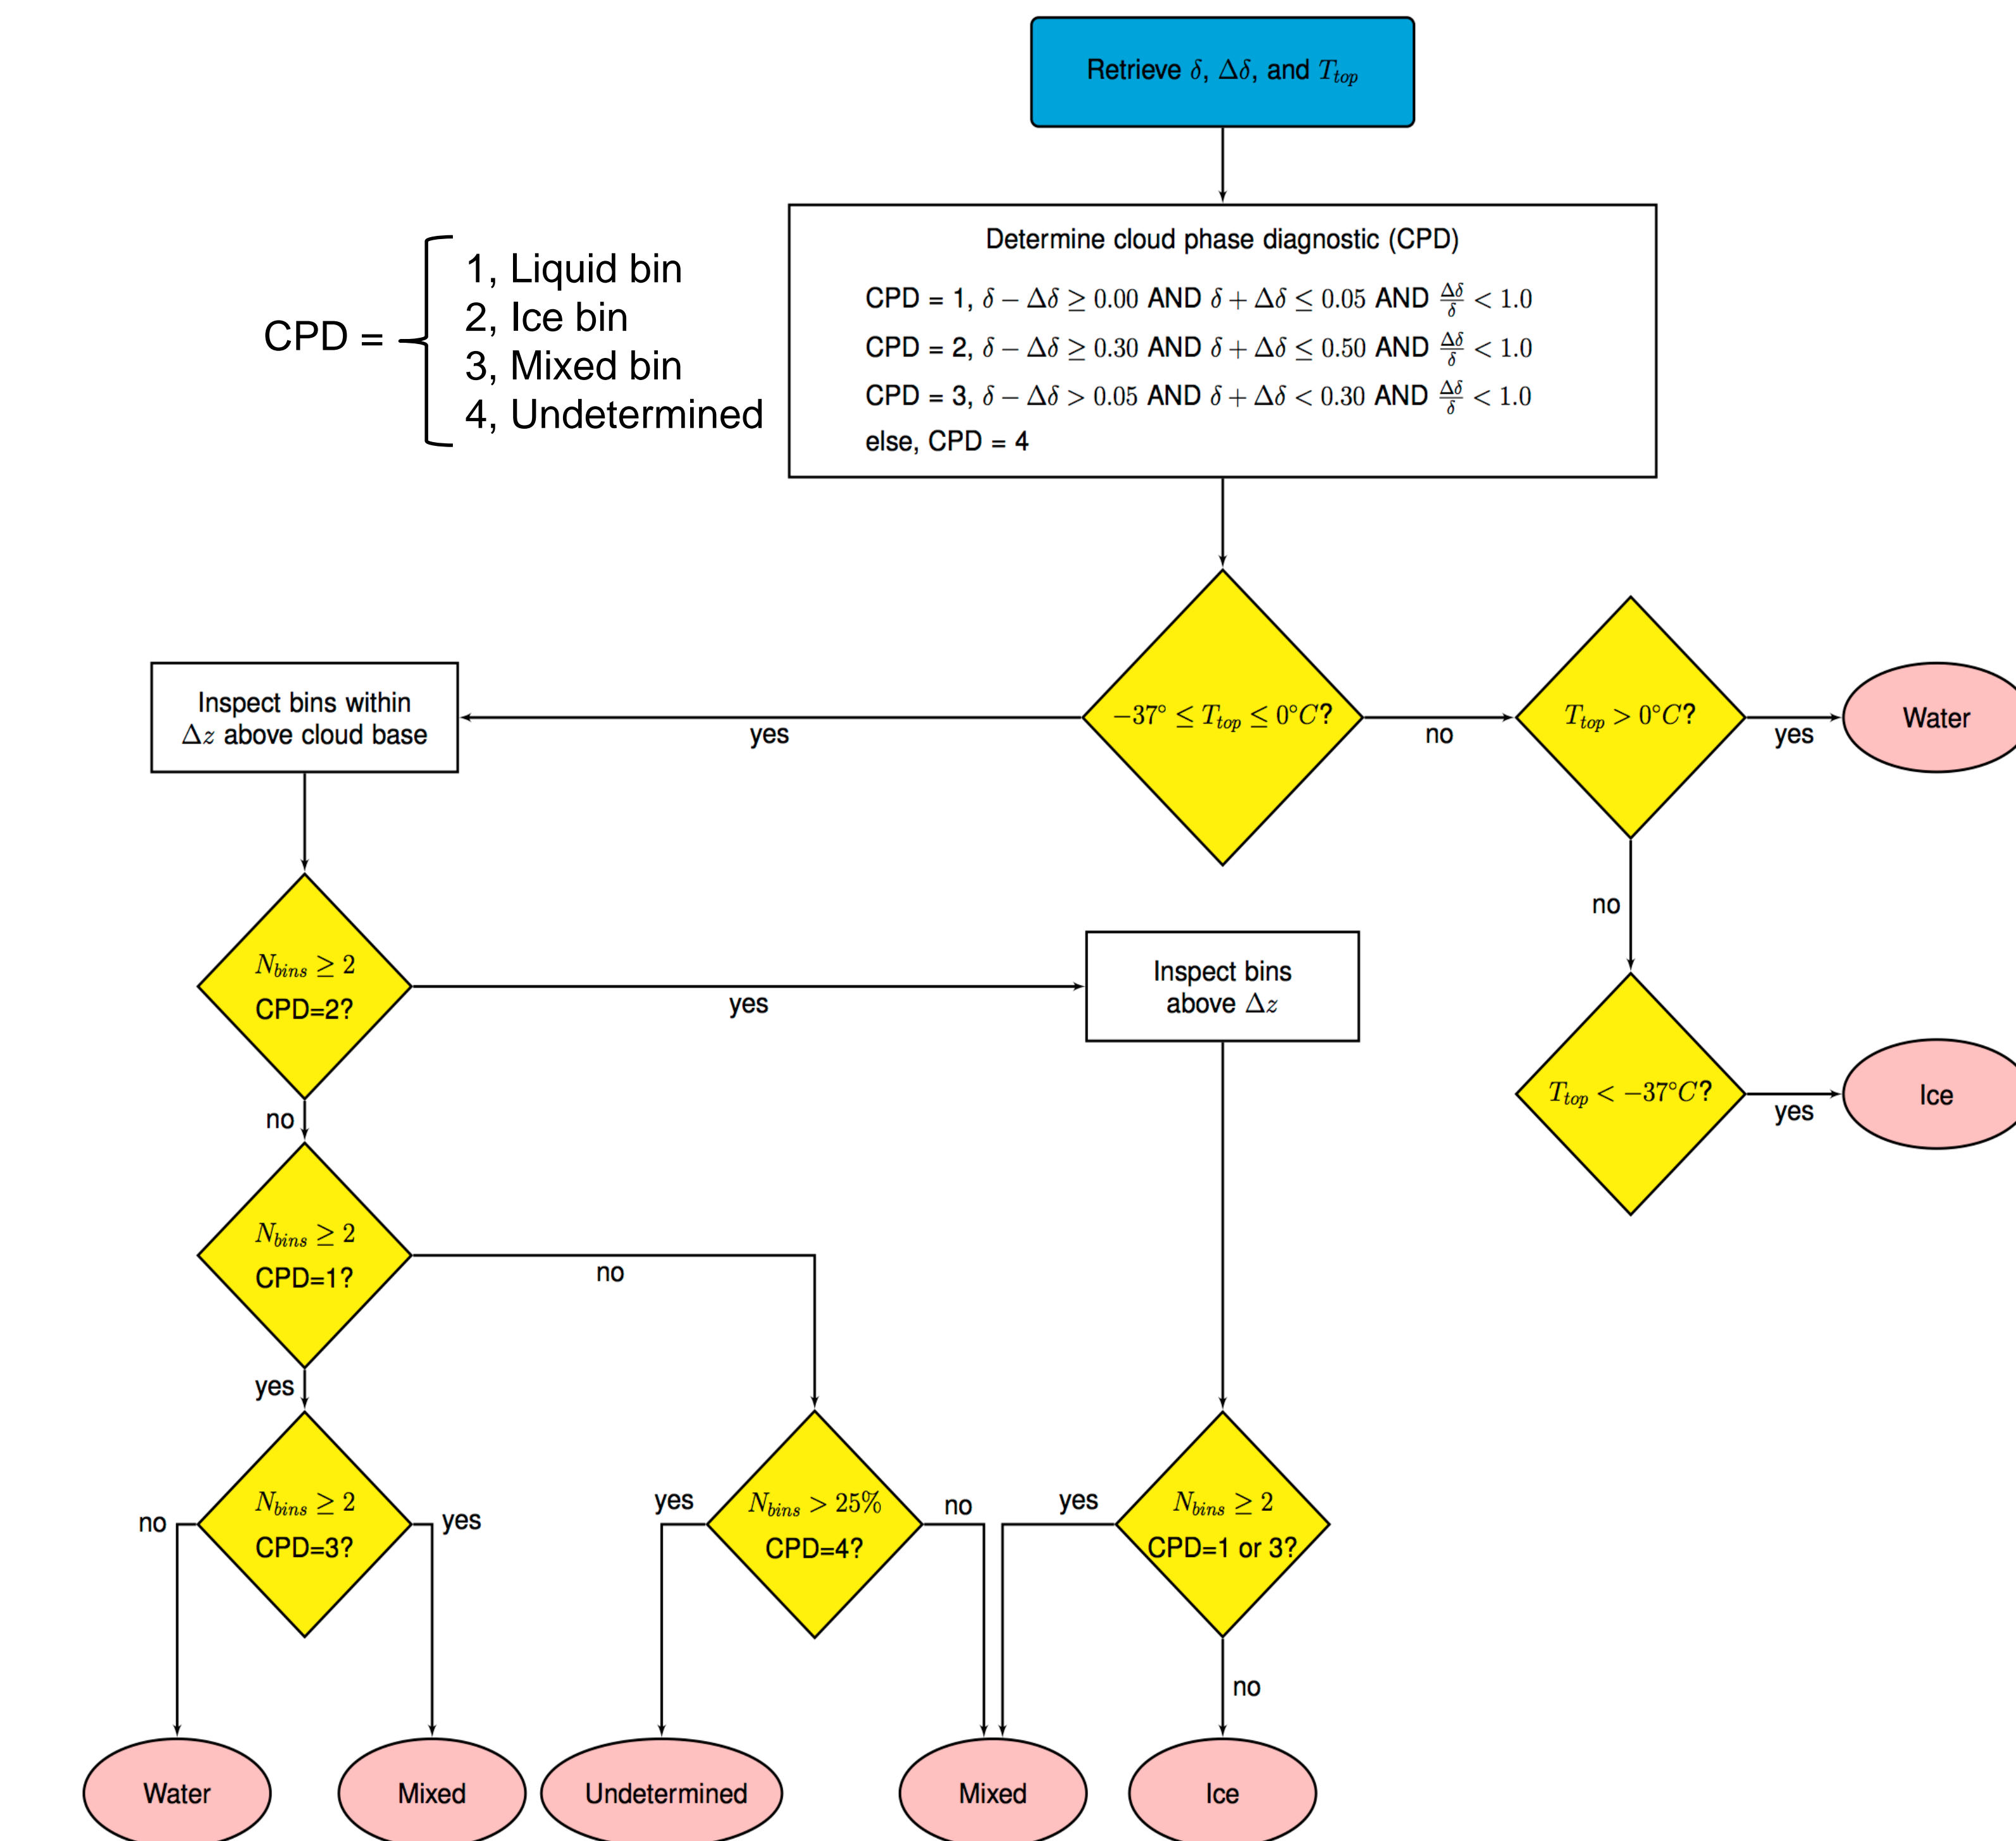 Retrieve δ, Δδ, and T_top
Determine cloud phase diagnostic (CPD)
CPD = 1, δ − Δδ ≥ 0.00 AND δ + Δδ ≤ 0.05 AND Δδ/δ < 1.0
CPD = 2, δ − Δδ ≥ 0.30 AND δ + Δδ ≤ 0.50 AND Δδ/δ < 1.0
CPD = 3, δ − Δδ > 0.05 AND δ + Δδ < 0.30 AND Δδ/δ < 1.0
else, CPD = 4
CPD =
1, Liquid bin
2, Ice bin
3, Mixed bin
4, Undetermined
−37° ≤ T_top ≤ 0°C?
yes
no
T_top > 0°C?
yes
Water
no
T_top < −37°C?
yes
Ice
Inspect bins within
Δz above cloud base
N_bins ≥ 2
CPD=2?
yes
Inspect bins
above Δz
no
N_bins ≥ 2
CPD=1?
no
yes
N_bins ≥ 2
CPD=3?
no
yes
N_bins > 25%
CPD=4?
yes
no
N_bins ≥ 2
CPD=1 or 3?
yes
no
Water
Mixed
Undetermined
Mixed
Ice